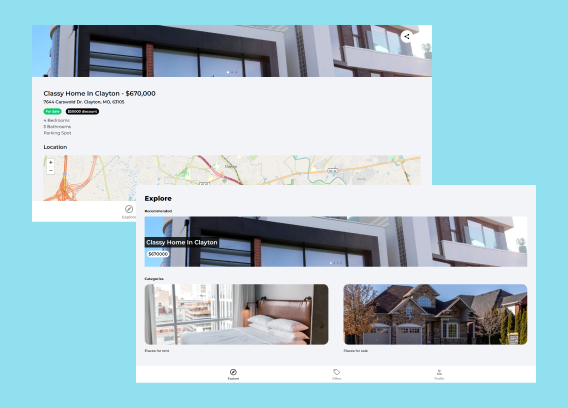 Classy Home In Clayton - $670,000
7644 Carswold Dr. Clayton, MO, 63105
For Sale
$20000 discount
4 Bedrooms
3 Bathrooms
Parking Spot
Location
+
−
Clayton
Explore
Explore
Recommended
Classy Home In Clayton
$670000
Categories
Places for rent
Places for sale
Explore
Offers
Profile